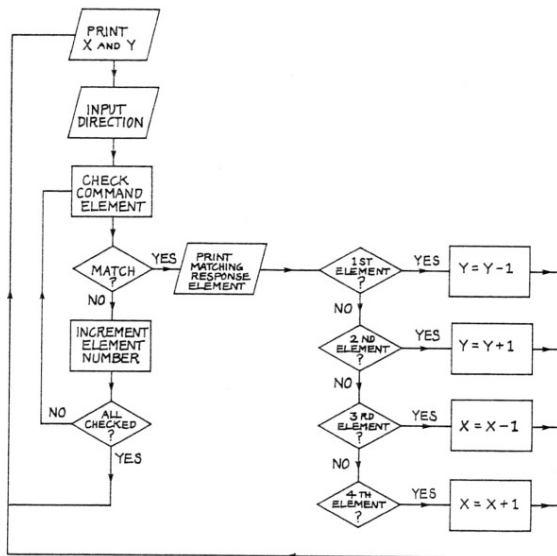 PRINT
X AND Y
INPUT
DIRECTION
CHECK
COMMAND
ELEMENT
MATCH
?
YES
NO
INCREMENT
ELEMENT
NUMBER
ALL
CHECKED
?
NO
YES
PRINT
MATCHING
RESPONSE
ELEMENT
1ST
ELEMENT
?
YES
Y = Y-1
NO
2ND
ELEMENT
?
YES
Y = Y+1
NO
3RD
ELEMENT
?
YES
X = X-1
NO
4TH
ELEMENT
?
YES
X = X+1